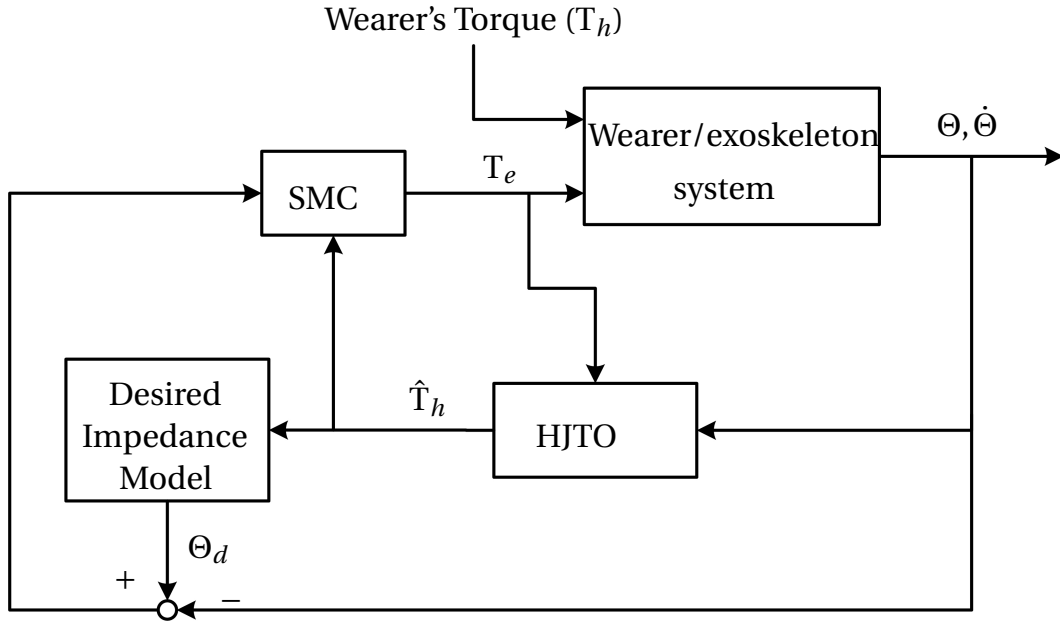 Wearer's Torque (T_h)
Wearer/exoskeleton
system
Θ, Θ̇
SMC
T_e
Desired
Impedance
Model
T̂_h
HJTO
Θ_d
+
−